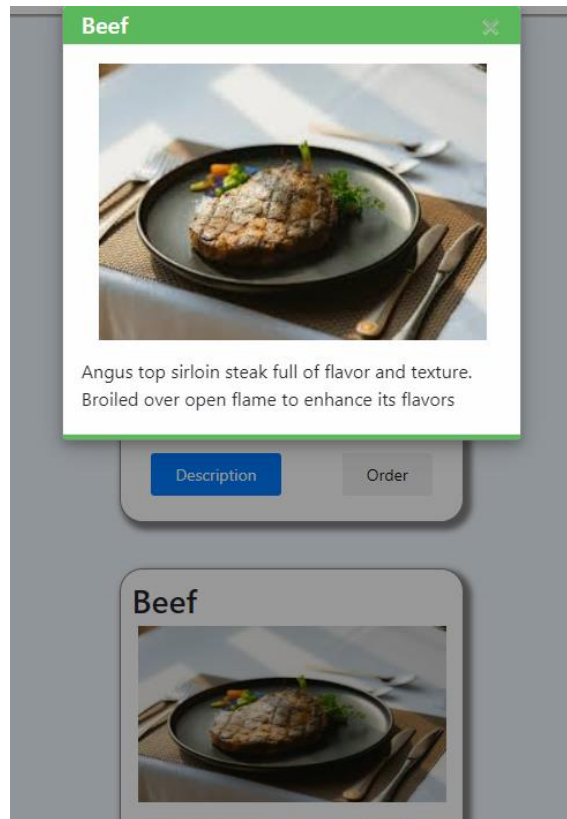 Beef
×
Angus top sirloin steak full of flavor and texture.
Broiled over open flame to enhance its flavors
Description
Order
Beef